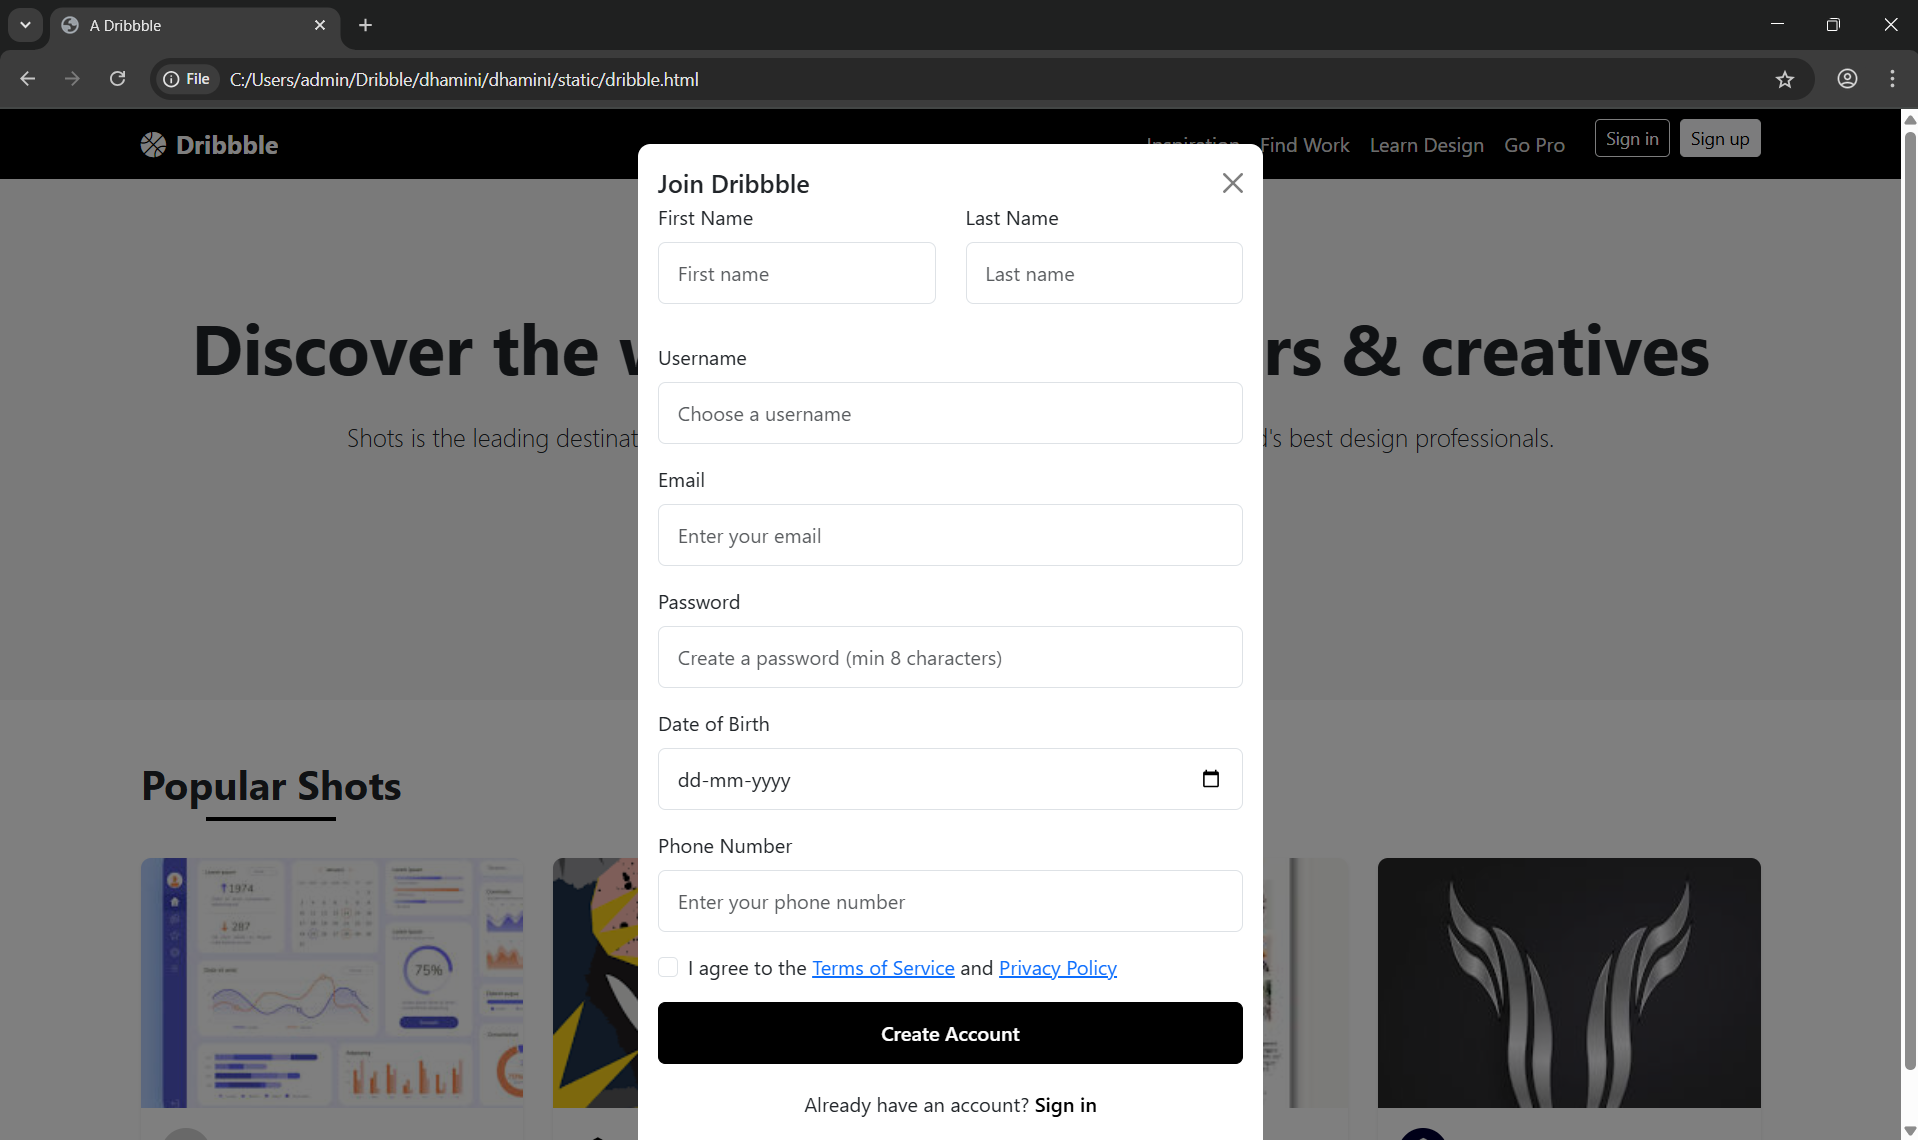 A Dribbble
File C:/Users/admin/Dribble/dhamini/dhamini/static/dribble.html
Dribbble
Inspiration Find Work Learn Design Go Pro Sign in Sign up
Join Dribbble
First Name Last Name
First name Last name
Discover the rs & creatives
Username
Choose a username
Shots is the leading destinat d's best design professionals.
Email
Enter your email
Password
Create a password (min 8 characters)
Date of Birth
dd-mm-yyyy
Popular Shots
Phone Number
Enter your phone number
1974
287
75%
I agree to the Terms of Service and Privacy Policy
Create Account
Already have an account? Sign in